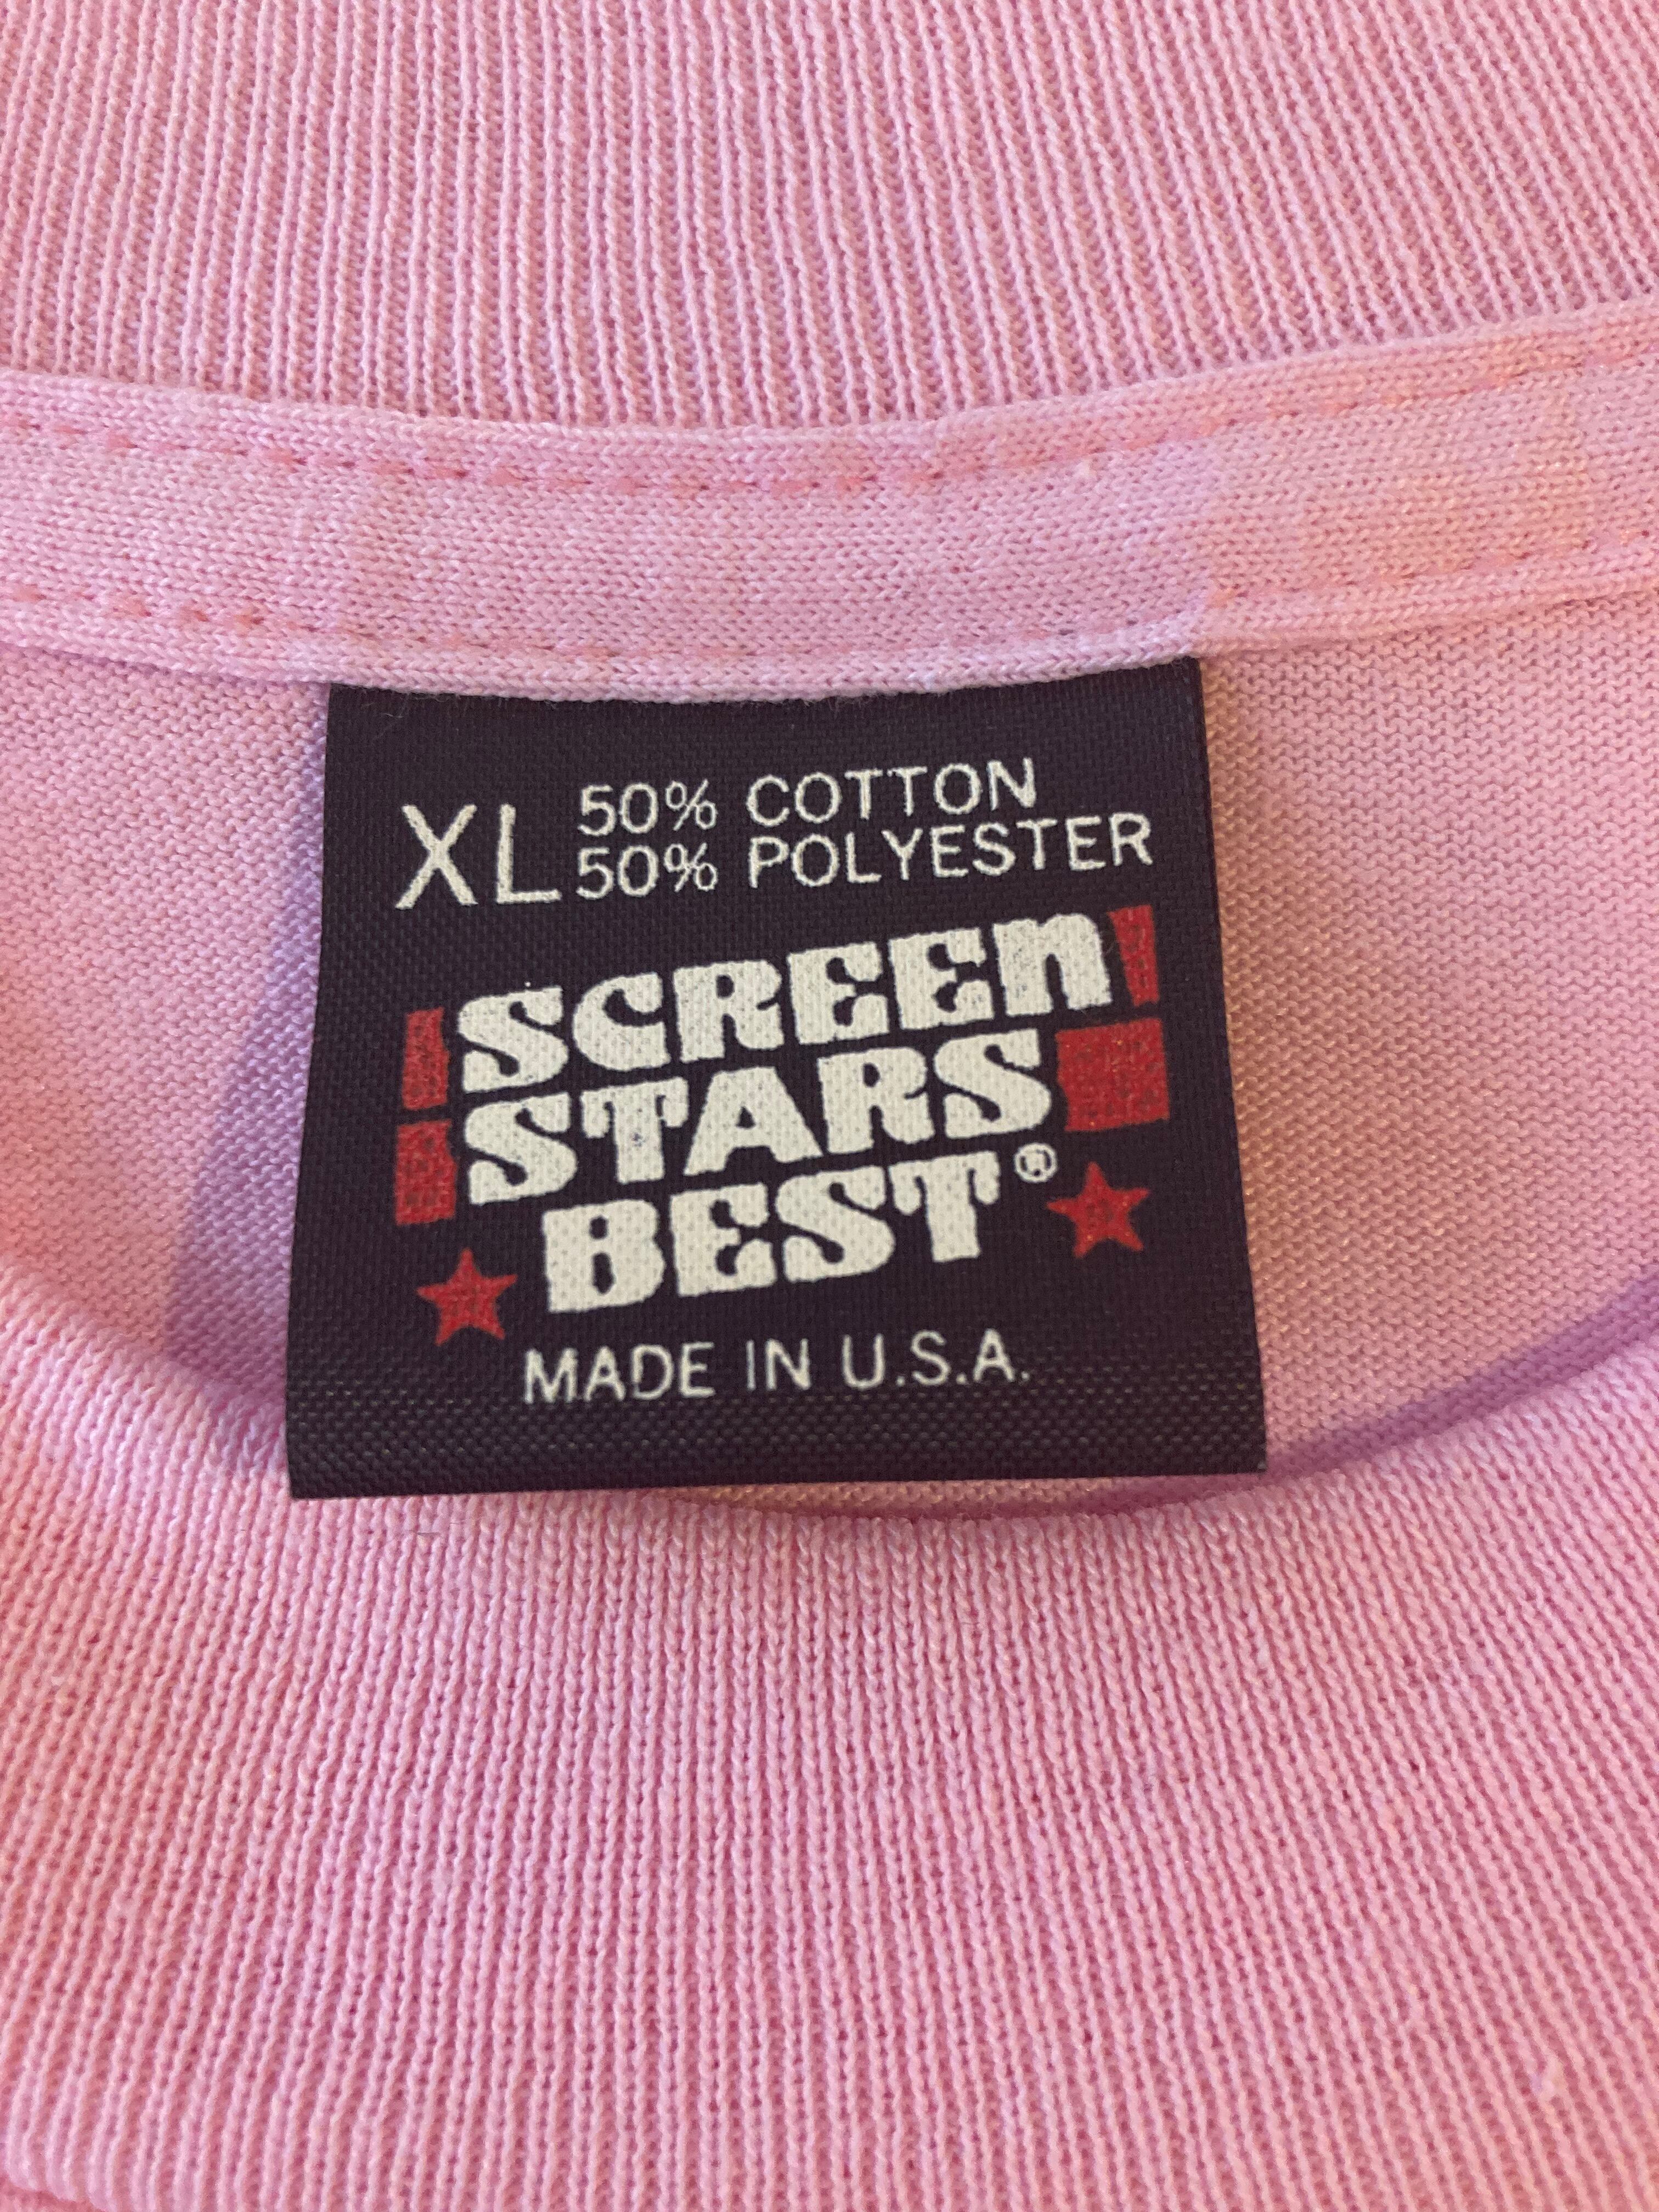 XL 50% COTTON
50% POLYESTER
SCREEN
STARS
BEST®
MADE IN U.S.A.